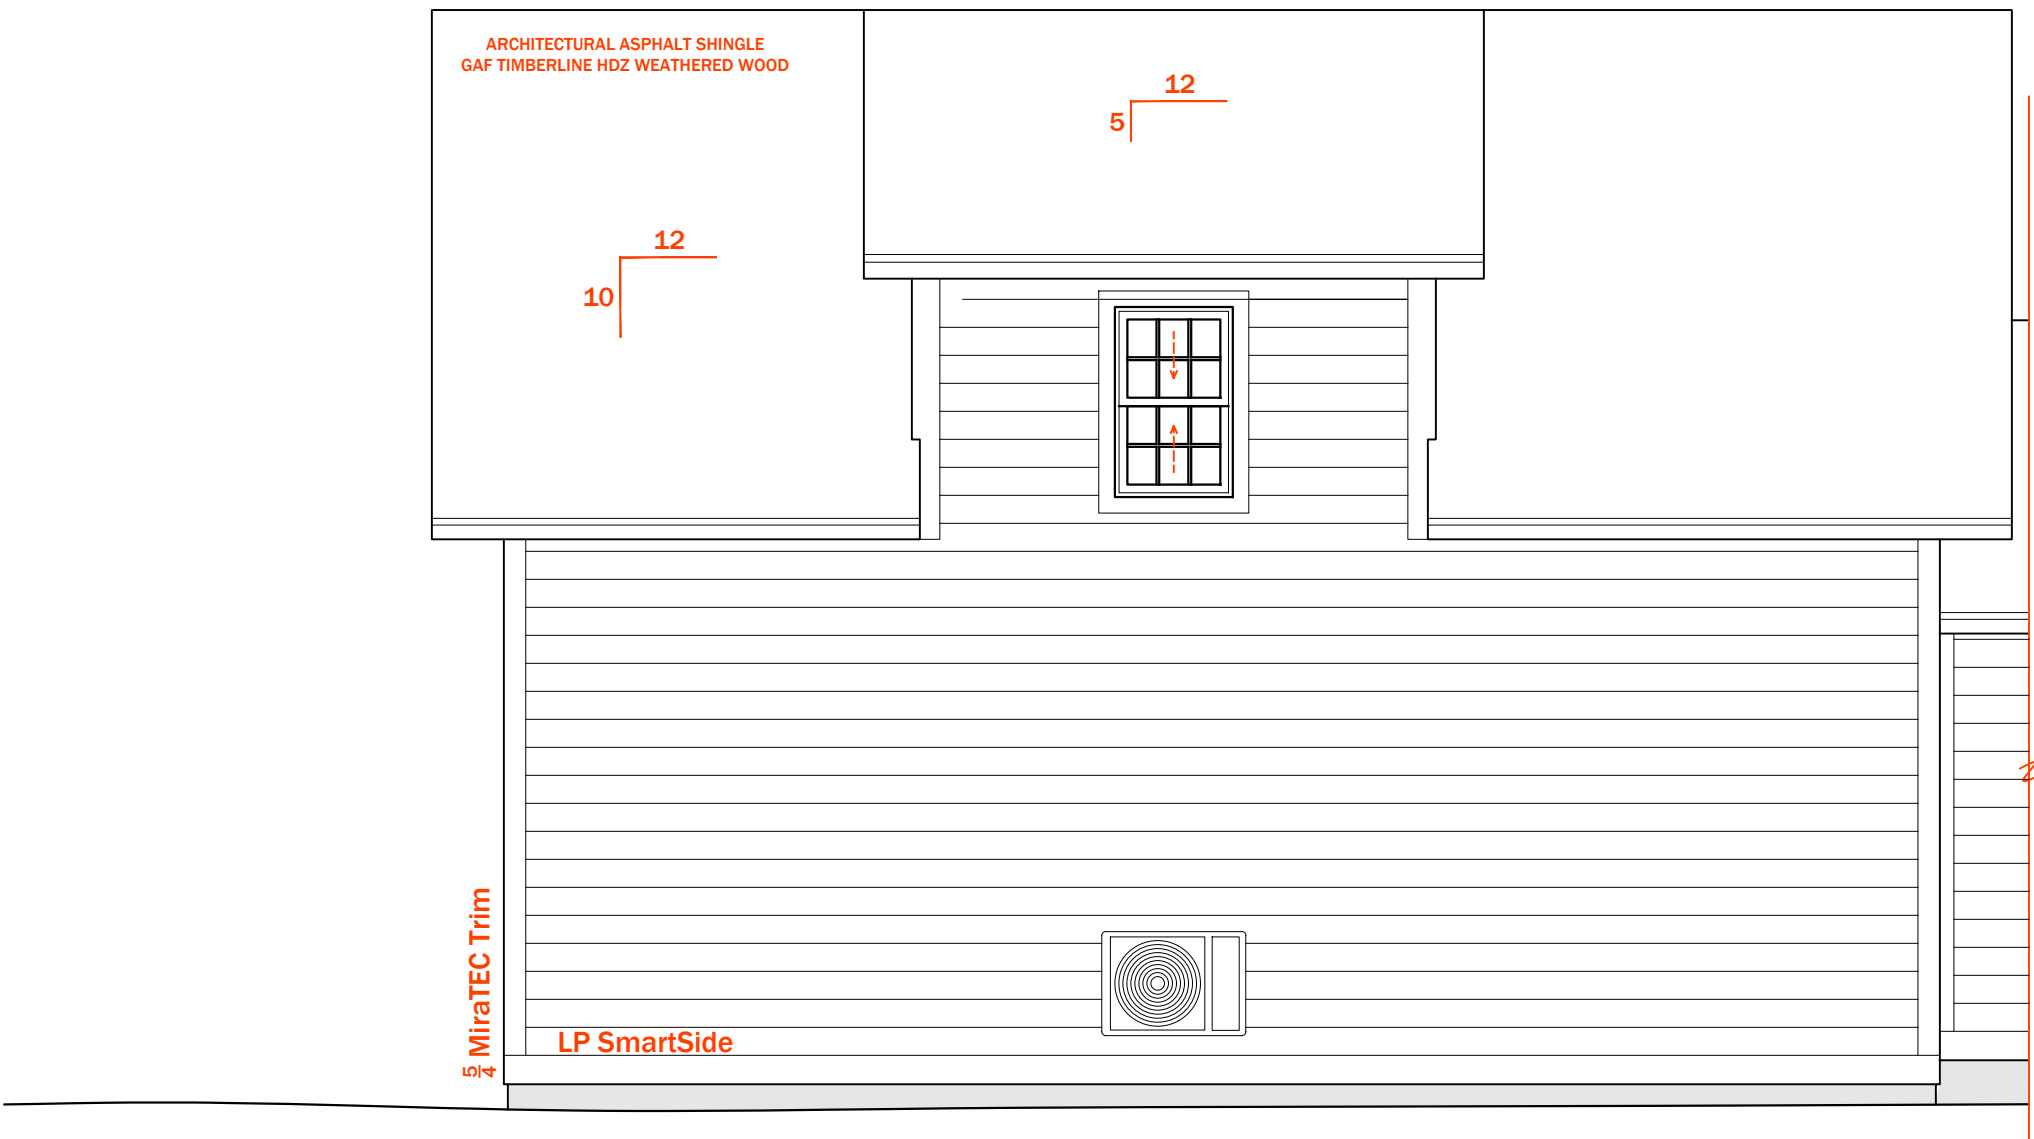 ARCHITECTURAL ASPHALT SHINGLE
GAF TIMBERLINE HDZ WEATHERED WOOD
12
5
12
10
5/4 MiraTEC Trim
LP SmartSide